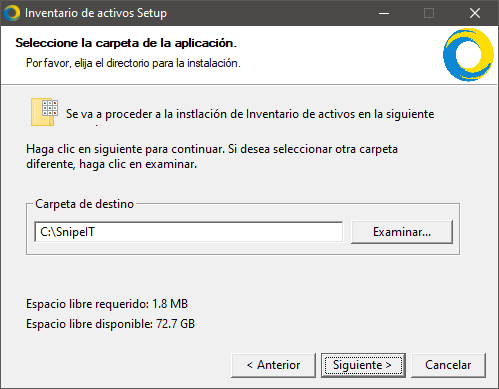 Inventario de activos Setup
Seleccione la carpeta de la aplicación.
Por favor, elija el directorio para la instalación.
Se va a proceder a la instlación de Inventario de activos en la siguiente
Haga clic en siguiente para continuar. Si desea seleccionar otra carpeta
diferente, haga clic en examinar.
Carpeta de destino
C:\SnipeIT
Examinar...
Espacio libre requerido: 1.8 MB
Espacio libre disponible: 72.7 GB
< Anterior
Siguiente >
Cancelar